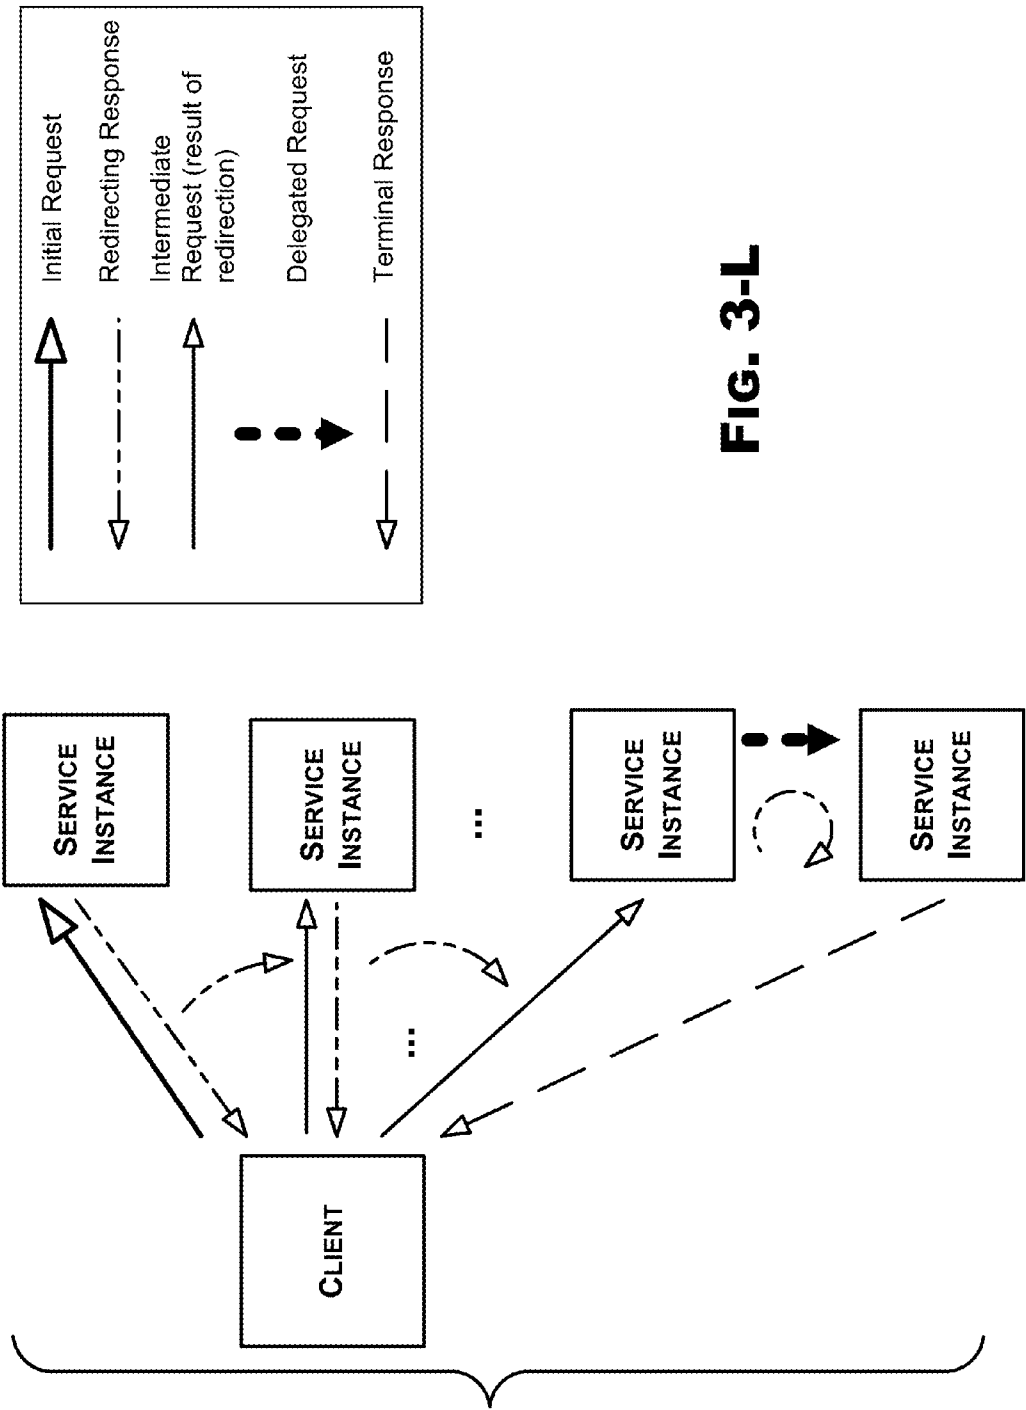 SERVICE
INSTANCE
SERVICE
INSTANCE
...
SERVICE
INSTANCE
SERVICE
INSTANCE
...
CLIENT
Initial Request
Redirecting Response
Intermediate
Request (result of
redirection)
Delegated Request
Terminal Response
FIG. 3-L